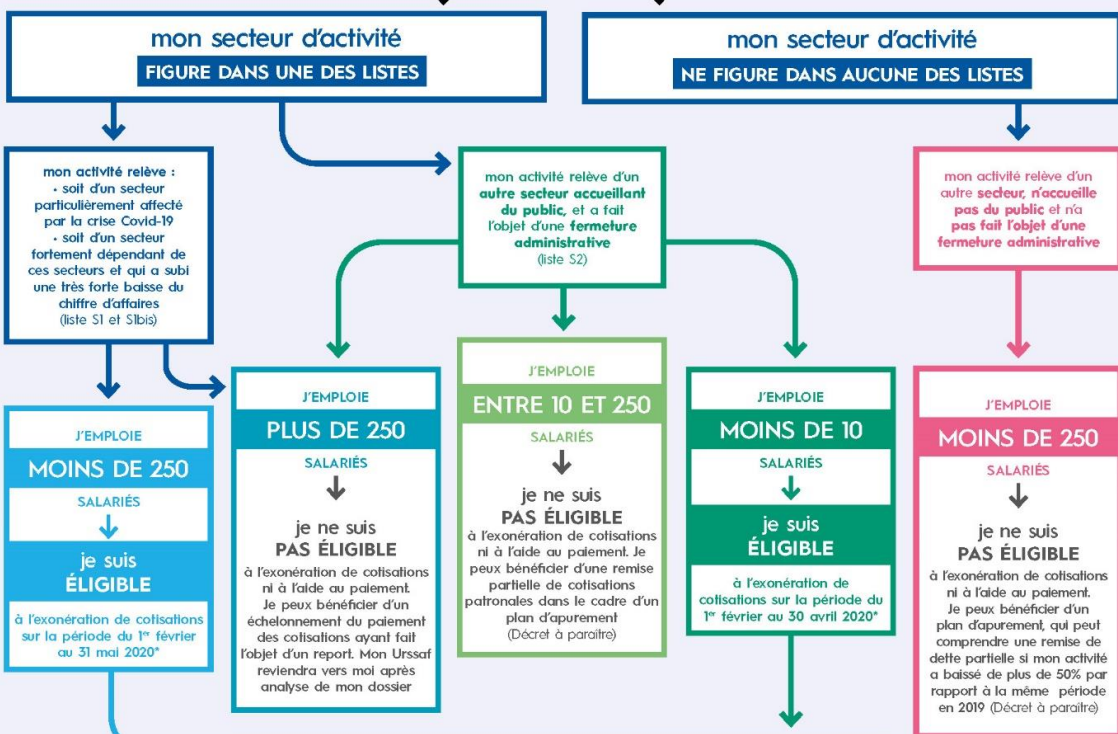 mon secteur d'activité
FIGURE DANS UNE DES LISTES
mon secteur d'activité
NE FIGURE DANS AUCUNE DES LISTES
mon activité relève :
• soit d'un secteur
particulièrement affecté
par la crise Covid-19
• soit d'un secteur
fortement dépendant de
ces secteurs et qui a subi
une très forte baisse du
chiffre d'affaires
(liste S1 et S1bis)
mon activité relève d'un
autre secteur accueillant
du public, et a fait
l'objet d'une fermeture
administrative
(liste S2)
mon activité relève d'un
autre secteur, n'accueille
pas du public et n'a
pas fait l'objet d'une
fermeture administrative
J'EMPLOIE
MOINS DE 250
SALARIÉS
je suis
ÉLIGIBLE
à l'exonération de cotisations
sur la période du 1er février
au 31 mai 2020*
J'EMPLOIE
PLUS DE 250
SALARIÉS
je ne suis
PAS ÉLIGIBLE
à l'exonération de cotisations
ni à l'aide au paiement.
Je peux bénéficier d'un
échelonnement du paiement
des cotisations ayant fait
l'objet d'un report. Mon Urssaf
reviendra vers moi après
analyse de mon dossier
J'EMPLOIE
ENTRE 10 ET 250
SALARIÉS
je ne suis
PAS ÉLIGIBLE
à l'exonération de cotisations
ni à l'aide au paiement. Je
peux bénéficier d'une remise
partielle de cotisations
patronales dans le cadre d'un
plan d'apurement
(Décret à paraître)
J'EMPLOIE
MOINS DE 10
SALARIÉS
je suis
ÉLIGIBLE
à l'exonération de
cotisations sur la période du
1er février au 30 avril 2020*
J'EMPLOIE
MOINS DE 250
SALARIÉS
je ne suis
PAS ÉLIGIBLE
à l'exonération de cotisations
ni à l'aide au paiement.
Je peux bénéficier d'un
plan d'apurement, qui peut
comprendre une remise de
dette partielle si mon activité
a baissé de plus de 50% par
rapport à la même période
en 2019 (Décret à paraître)